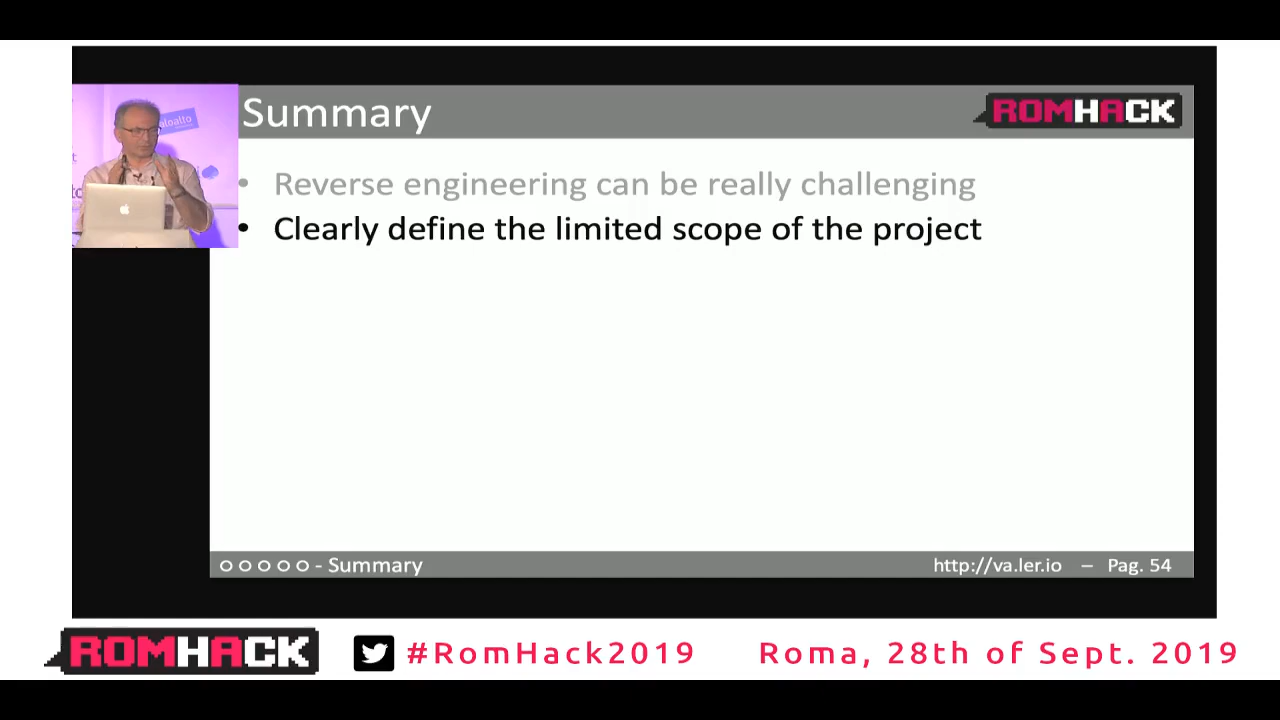 Summary
ROMHACK
• Reverse engineering can be really challenging
• Clearly define the limited scope of the project
- Summary
http://va.ler.io – Pag. 54
ROMHACK
#RomHack2019
Roma, 28th of Sept. 2019